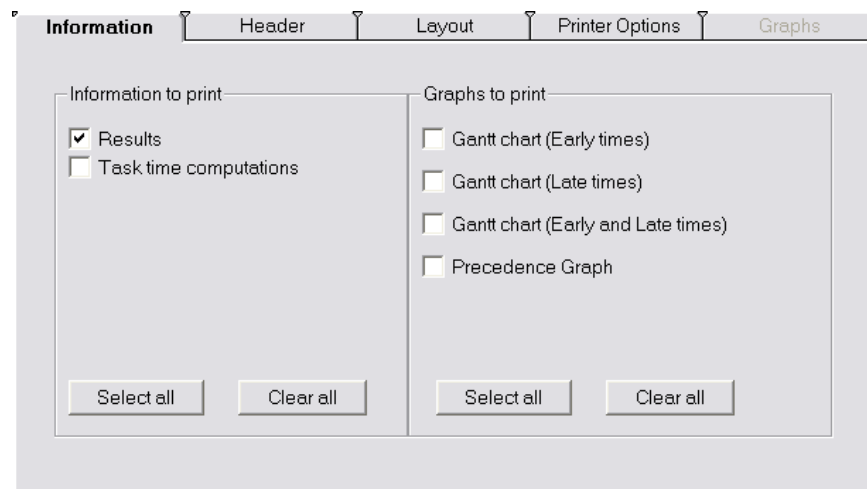 Information Header Layout Printer Options Graphs
Information to print
Results
Task time computations
Select all Clear all
Graphs to print
Gantt chart (Early times)
Gantt chart (Late times)
Gantt chart (Early and Late times)
Precedence Graph
Select all Clear all